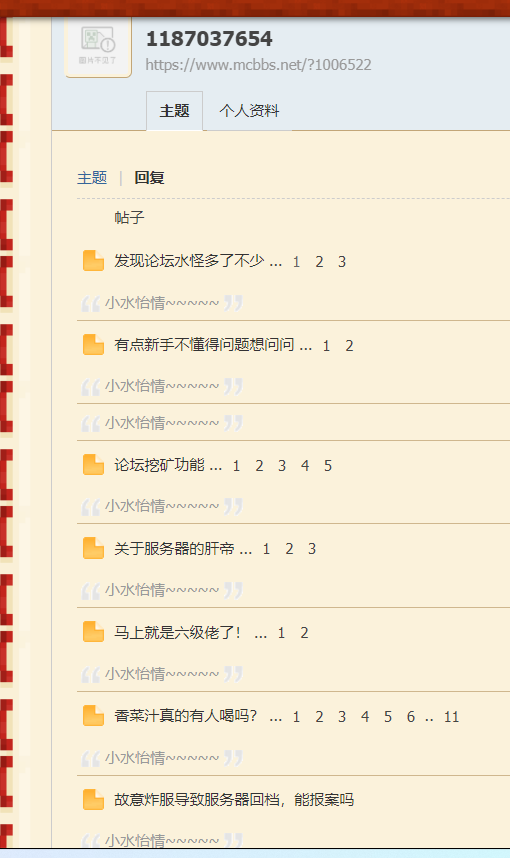 图片不见了
1187037654
https://www.mcbbs.net/?1006522
主题 个人资料
主题 | 回复
帖子
发现论坛水怪多了不少 ... 1 2 3
小水怡情~~~~~
有点新手不懂得问题想问问 ... 1 2
小水怡情~~~~~
小水怡情~~~~~
论坛挖矿功能 ... 1 2 3 4 5
小水怡情~~~~~
关于服务器的肝帝 ... 1 2 3
小水怡情~~~~~
马上就是六级佬了！ ... 1 2
小水怡情~~~~~
香菜汁真的有人喝吗？ ... 1 2 3 4 5 6 .. 11
小水怡情~~~~~
故意炸服导致服务器回档，能报案吗
小水怡情~~~~~